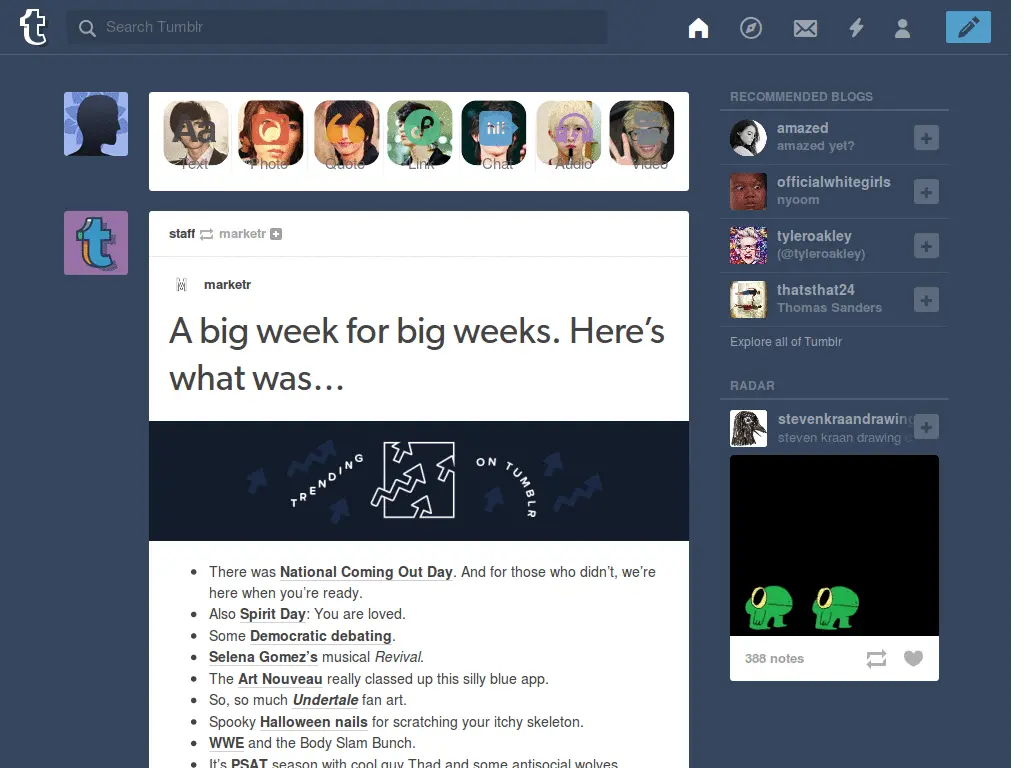 t
Search Tumblr
Aa
Hi!
Text
Photo
Quote
Link
Chat
Audio
Video
staff marketr
marketr
A big week for big weeks. Here’s
what was…
TRENDING
ON TUMBLR
There was National Coming Out Day. And for those who didn’t, we’re
here when you’re ready.
Also Spirit Day: You are loved.
Some Democratic debating.
Selena Gomez’s musical Revival.
The Art Nouveau really classed up this silly blue app.
So, so much Undertale fan art.
Spooky Halloween nails for scratching your itchy skeleton.
WWE and the Body Slam Bunch.
It’s PSAT season with cool guy Thad and some antisocial wolves.
RECOMMENDED BLOGS
amazed
amazed yet?
officialwhitegirls
nyoom
tyleroakley
(@tyleroakley)
thatsthat24
Thomas Sanders
Explore all of Tumblr
RADAR
stevenkraandrawing
steven kraan drawing
388 notes